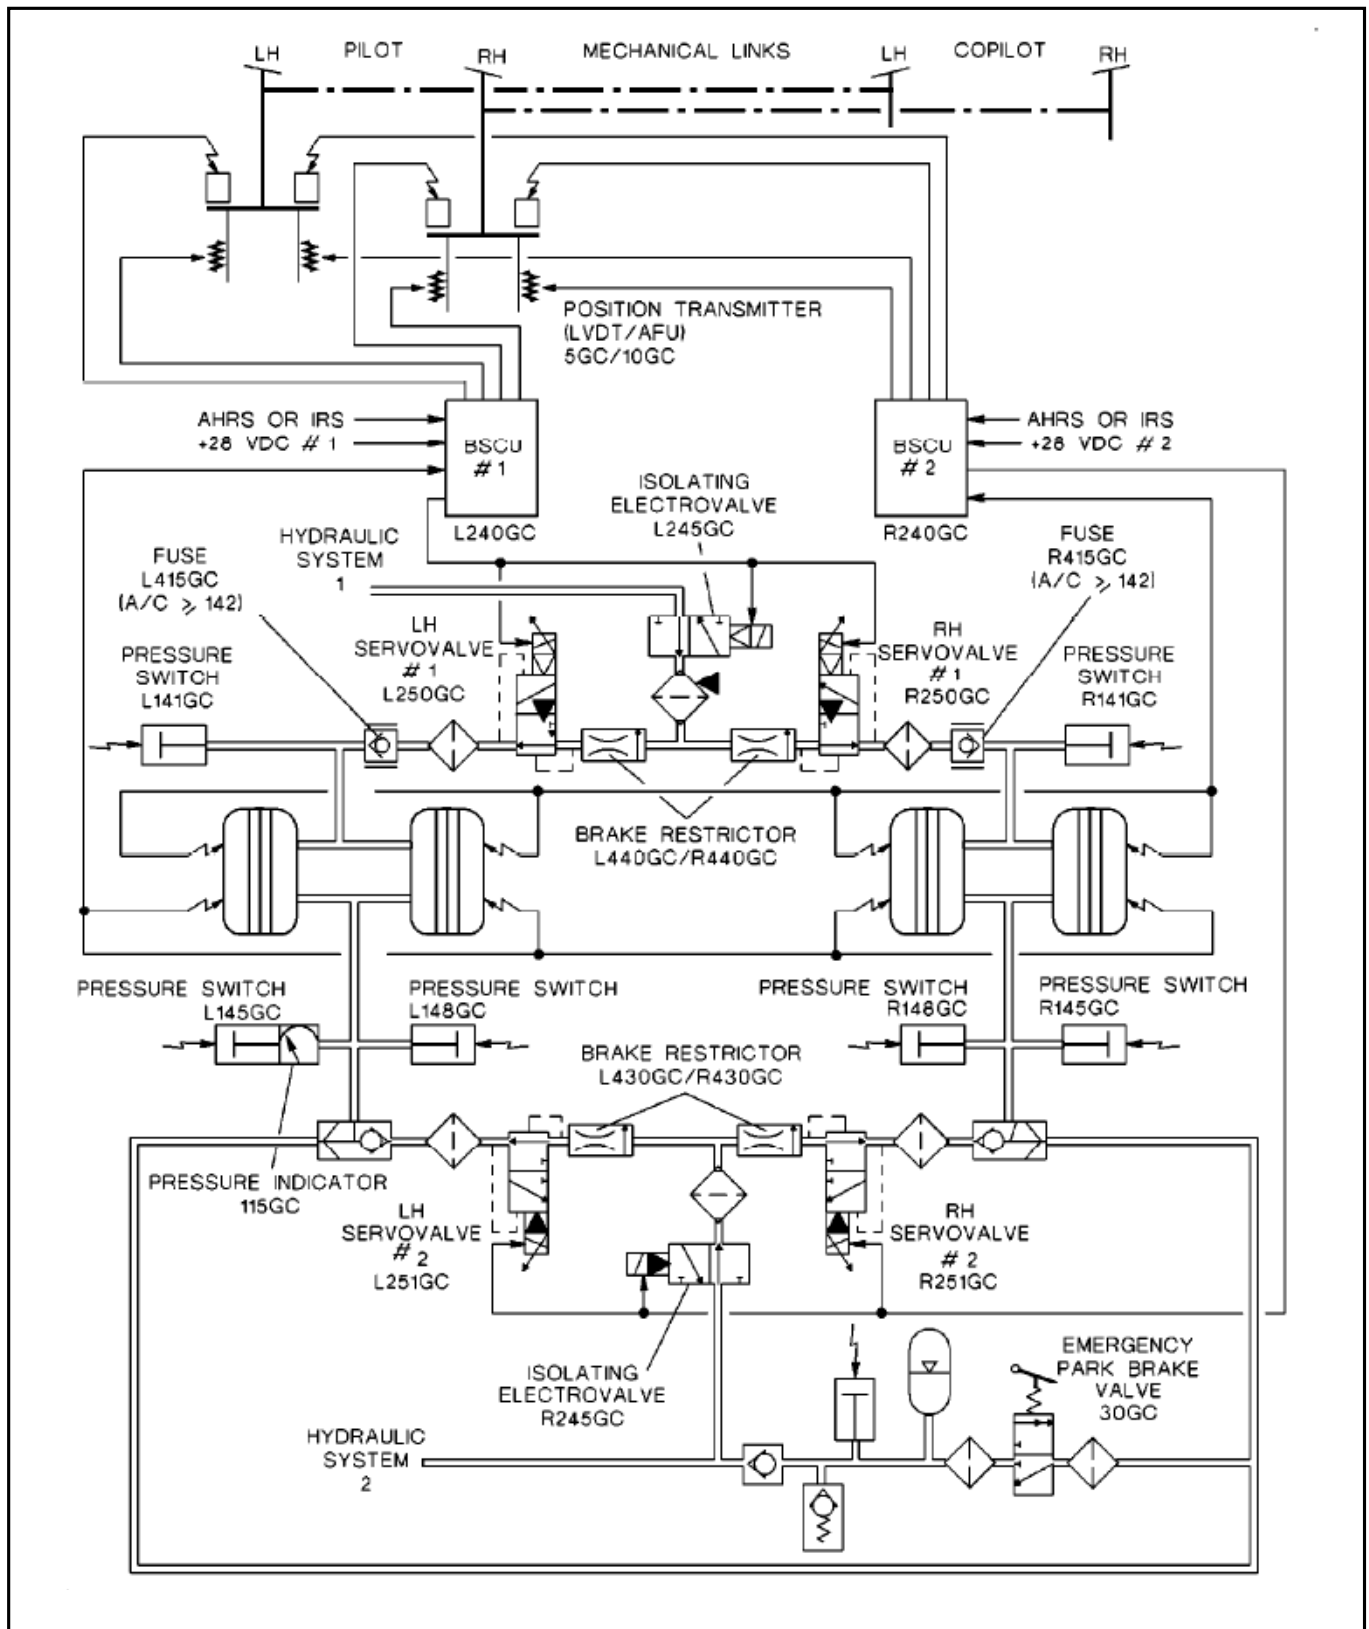 LH
PILOT
RH
MECHANICAL LINKS
LH
COPILOT
RH
POSITION TRANSMITTER
(LVDT/AFU)
5GC/10GC
AHRS OR IRS
+28 VDC # 1
BSCU
# 1
L240GC
BSCU
# 2
R240GC
AHRS OR IRS
+28 VDC # 2
ISOLATING
ELECTROVALVE
L245GC
HYDRAULIC
SYSTEM
1
FUSE
L415GC
(A/C ⩾ 142)
FUSE
R415GC
(A/C ⩾ 142)
PRESSURE
SWITCH
L141GC
LH
SERVOVALVE
# 1
L250GC
RH
SERVOVALVE
# 1
R250GC
PRESSURE
SWITCH
R141GC
BRAKE RESTRICTOR
L440GC/R440GC
PRESSURE SWITCH
L145GC
PRESSURE SWITCH
L148GC
PRESSURE SWITCH
R148GC
PRESSURE SWITCH
R145GC
BRAKE RESTRICTOR
L430GC/R430GC
PRESSURE INDICATOR
115GC
LH
SERVOVALVE
# 2
L251GC
RH
SERVOVALVE
# 2
R251GC
ISOLATING
ELECTROVALVE
R245GC
EMERGENCY
PARK BRAKE
VALVE
30GC
HYDRAULIC
SYSTEM
2